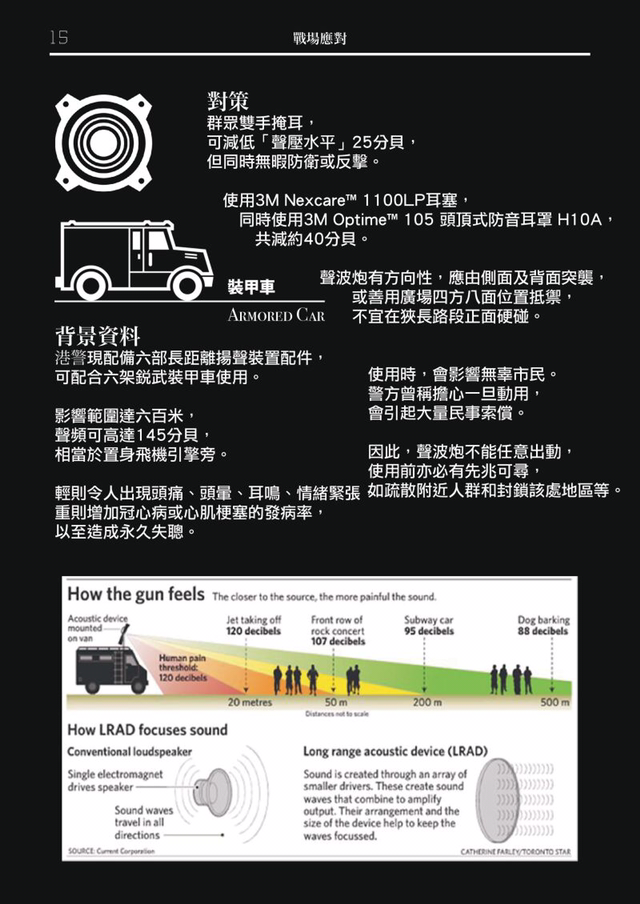 15
戰場應對
對策
群眾雙手掩耳，
可減低「聲壓水平」25分貝，
但同時無暇防衛或反擊。
使用3M Nexcare™ 1100LP耳塞，
同時使用3M Optime™ 105 頭頂式防音耳罩 H10A，
共減約40分貝。
裝甲車
ARMORED CAR
聲波炮有方向性，應由側面及背面突襲，
或善用廣場四方八面位置抵禦，
不宜在狹長路段正面硬碰。
背景資料
港警現配備六部長距離揚聲裝置配件，
可配合六架銳武裝甲車使用。
影響範圍達六百米，
聲頻可高達145分貝，
相當於置身飛機引擎旁。
輕則令人出現頭痛、頭暈、耳鳴、情緒緊張
重則增加冠心病或心肌梗塞的發病率，
以至造成永久失聰。
使用時，會影響無辜市民。
警方曾稱擔心一旦動用，
會引起大量民事索償。
因此，聲波炮不能任意出動，
使用前亦必有先兆可尋，
如疏散附近人群和封鎖該處地區等。
How the gun feels The closer to the source, the more painful the sound.
Acoustic device
mounted
on van
Human pain
threshold:
120 decibels
Jet taking off
120 decibels
Front row of
rock concert
107 decibels
Subway car
95 decibels
Dog barking
88 decibels
20 metres
50 m
200 m
500 m
Distances not to scale
How LRAD focuses sound
Conventional loudspeaker
Single electromagnet
drives speaker
Sound waves
travel in all
directions
Long range acoustic device (LRAD)
Sound is created through an array of
smaller drivers. These create sound
waves that combine to amplify
output. Their arrangement and the
size of the device help to keep the
waves focussed.
SOURCE: Current Corporation
CATHERINE FARLEY/TORONTO STAR